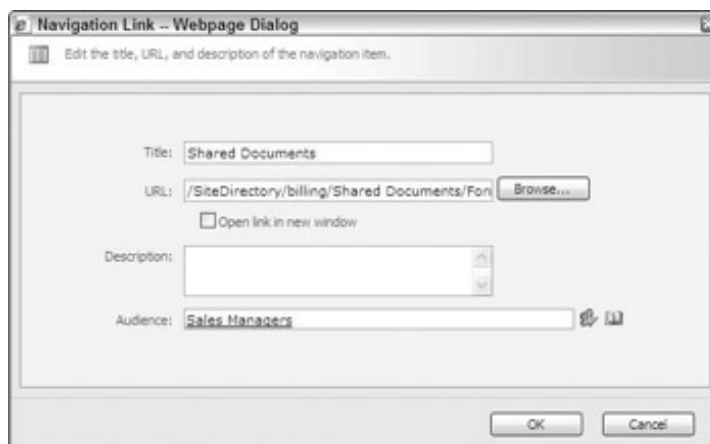 Navigation Link -- Webpage Dialog
Edit the title, URL, and description of the navigation item.
Title: Shared Documents
URL: /SiteDirectory/billing/Shared Documents/Forr Browse...
Open link in new window
Description:
Audience: Sales Managers
OK Cancel